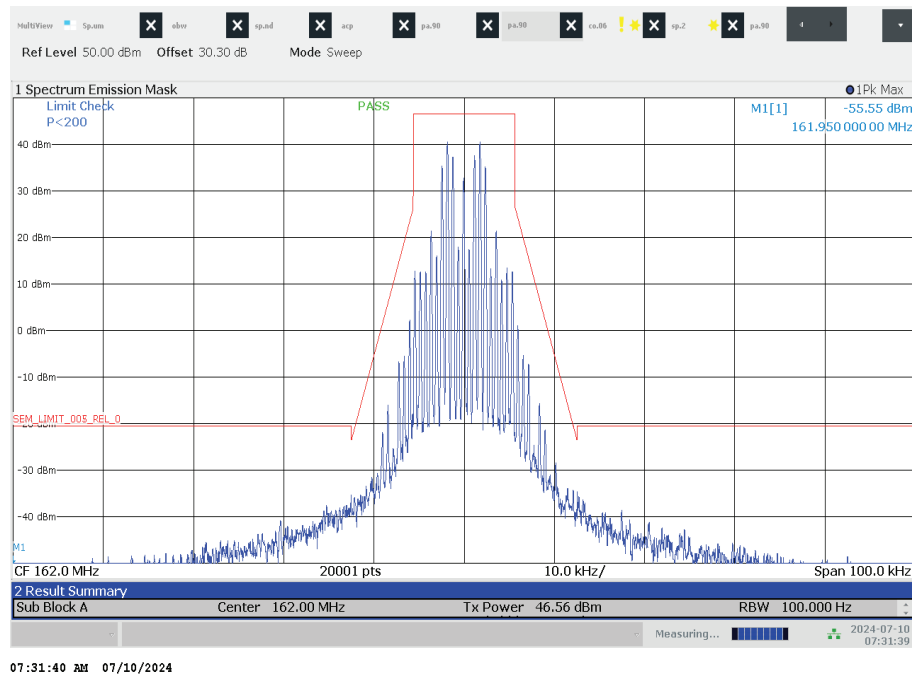 MultiView Sp.um obw sp.nd acp pa.90 pa.90 co.06 sp.2 pa.90
Ref Level 50.00 dBm Offset 30.30 dB Mode Sweep
1 Spectrum Emission Mask 1Pk Max
Limit Check PASS M1[1] -55.55 dBm
P<200 161.950 000 00 MHz
40 dBm
30 dBm
20 dBm
10 dBm
0 dBm
-10 dBm
SEM_LIMIT_005_REL_0
-20 dBm
-30 dBm
-40 dBm
M1
CF 162.0 MHz 20001 pts 10.0 kHz/ Span 100.0 kHz
2 Result Summary
Sub Block A Center 162.00 MHz Tx Power 46.56 dBm RBW 100.000 Hz
Measuring... 2024-07-10
07:31:39
07:31:40 AM 07/10/2024